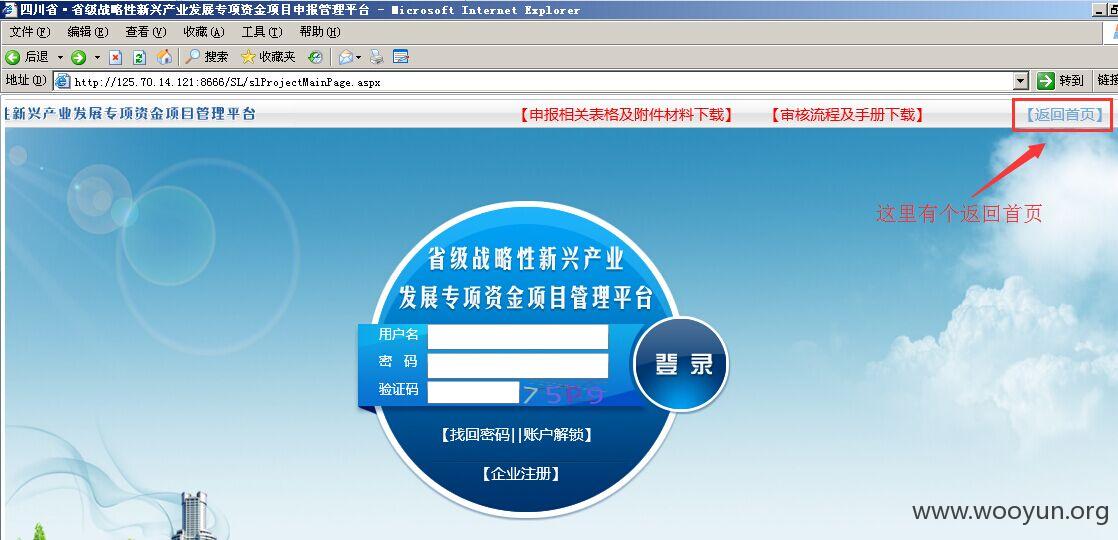 四川省·省级战略性新兴产业发展专项资金项目申报管理平台 - Microsoft Internet Explorer
文件(F) 编辑(E) 查看(V) 收藏(A) 工具(T) 帮助(H)
后退 搜索 收藏夹
地址(D) http://125.70.14.121:8666/SL/slProjectMainPage.aspx 转到 链接
性新兴产业发展专项资金项目管理平台 【申报相关表格及附件材料下载】 【审核流程及手册下载】 【返回首页】
这里有个返回首页
省级战略性新兴产业
发展专项资金项目管理平台
用户名
密 码
登录
验证码 75P9
【找回密码||账户解锁】
【企业注册】
www.wooyun.org